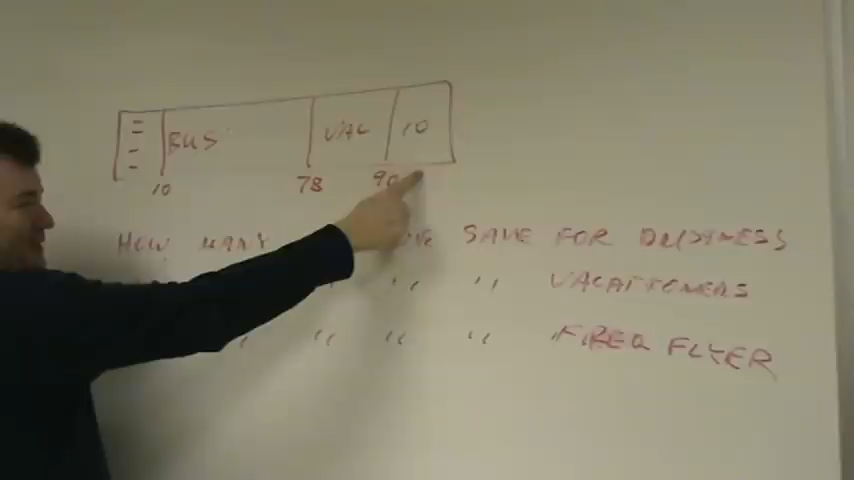 BUS VAC 10
10 78 90
HOW MANY SAVE FOR BUSINESS
" " " VACATIONERS
" " " " FREQ FLYER